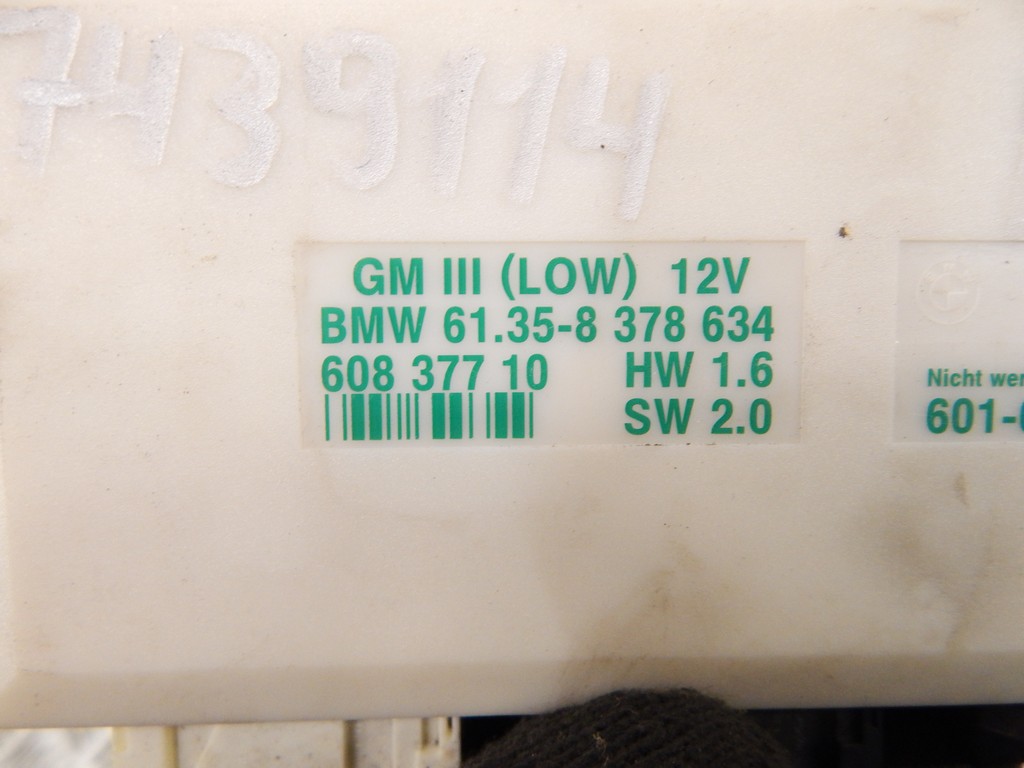 7439114
GM III (LOW) 12V
BMW 61.35-8 378 634
608 377 10 HW 1.6
SW 2.0
Nicht
601-